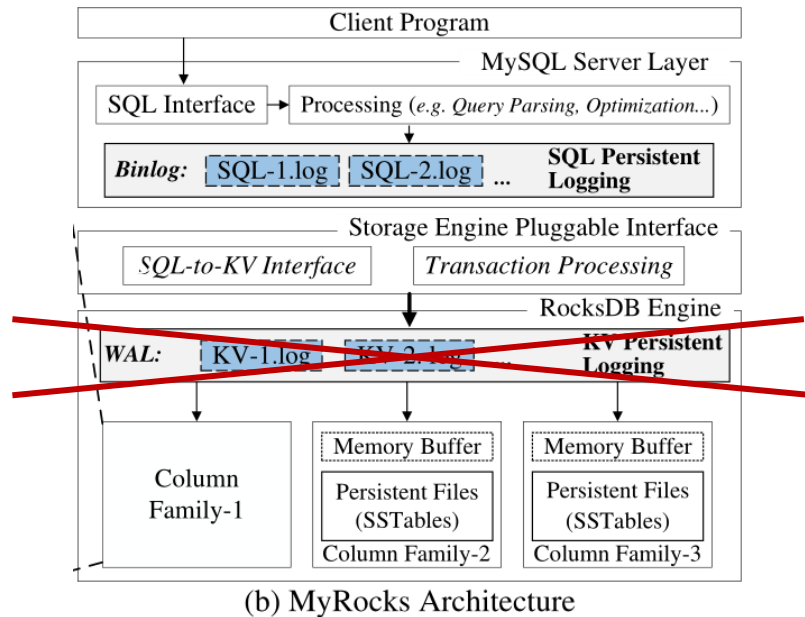 Client Program
MySQL Server Layer
SQL Interface
Processing (e.g. Query Parsing, Optimization...)
Binlog:
SQL-1.log
SQL-2.log
...
SQL Persistent
Logging
Storage Engine Pluggable Interface
SQL-to-KV Interface
Transaction Processing
RocksDB Engine
WAL:
KV-1.log
KV-2.log
...
KV Persistent
Logging
Column
Family-1
Memory Buffer
Persistent Files
(SSTables)
Column Family-2
Memory Buffer
Persistent Files
(SSTables)
Column Family-3
(b) MyRocks Architecture